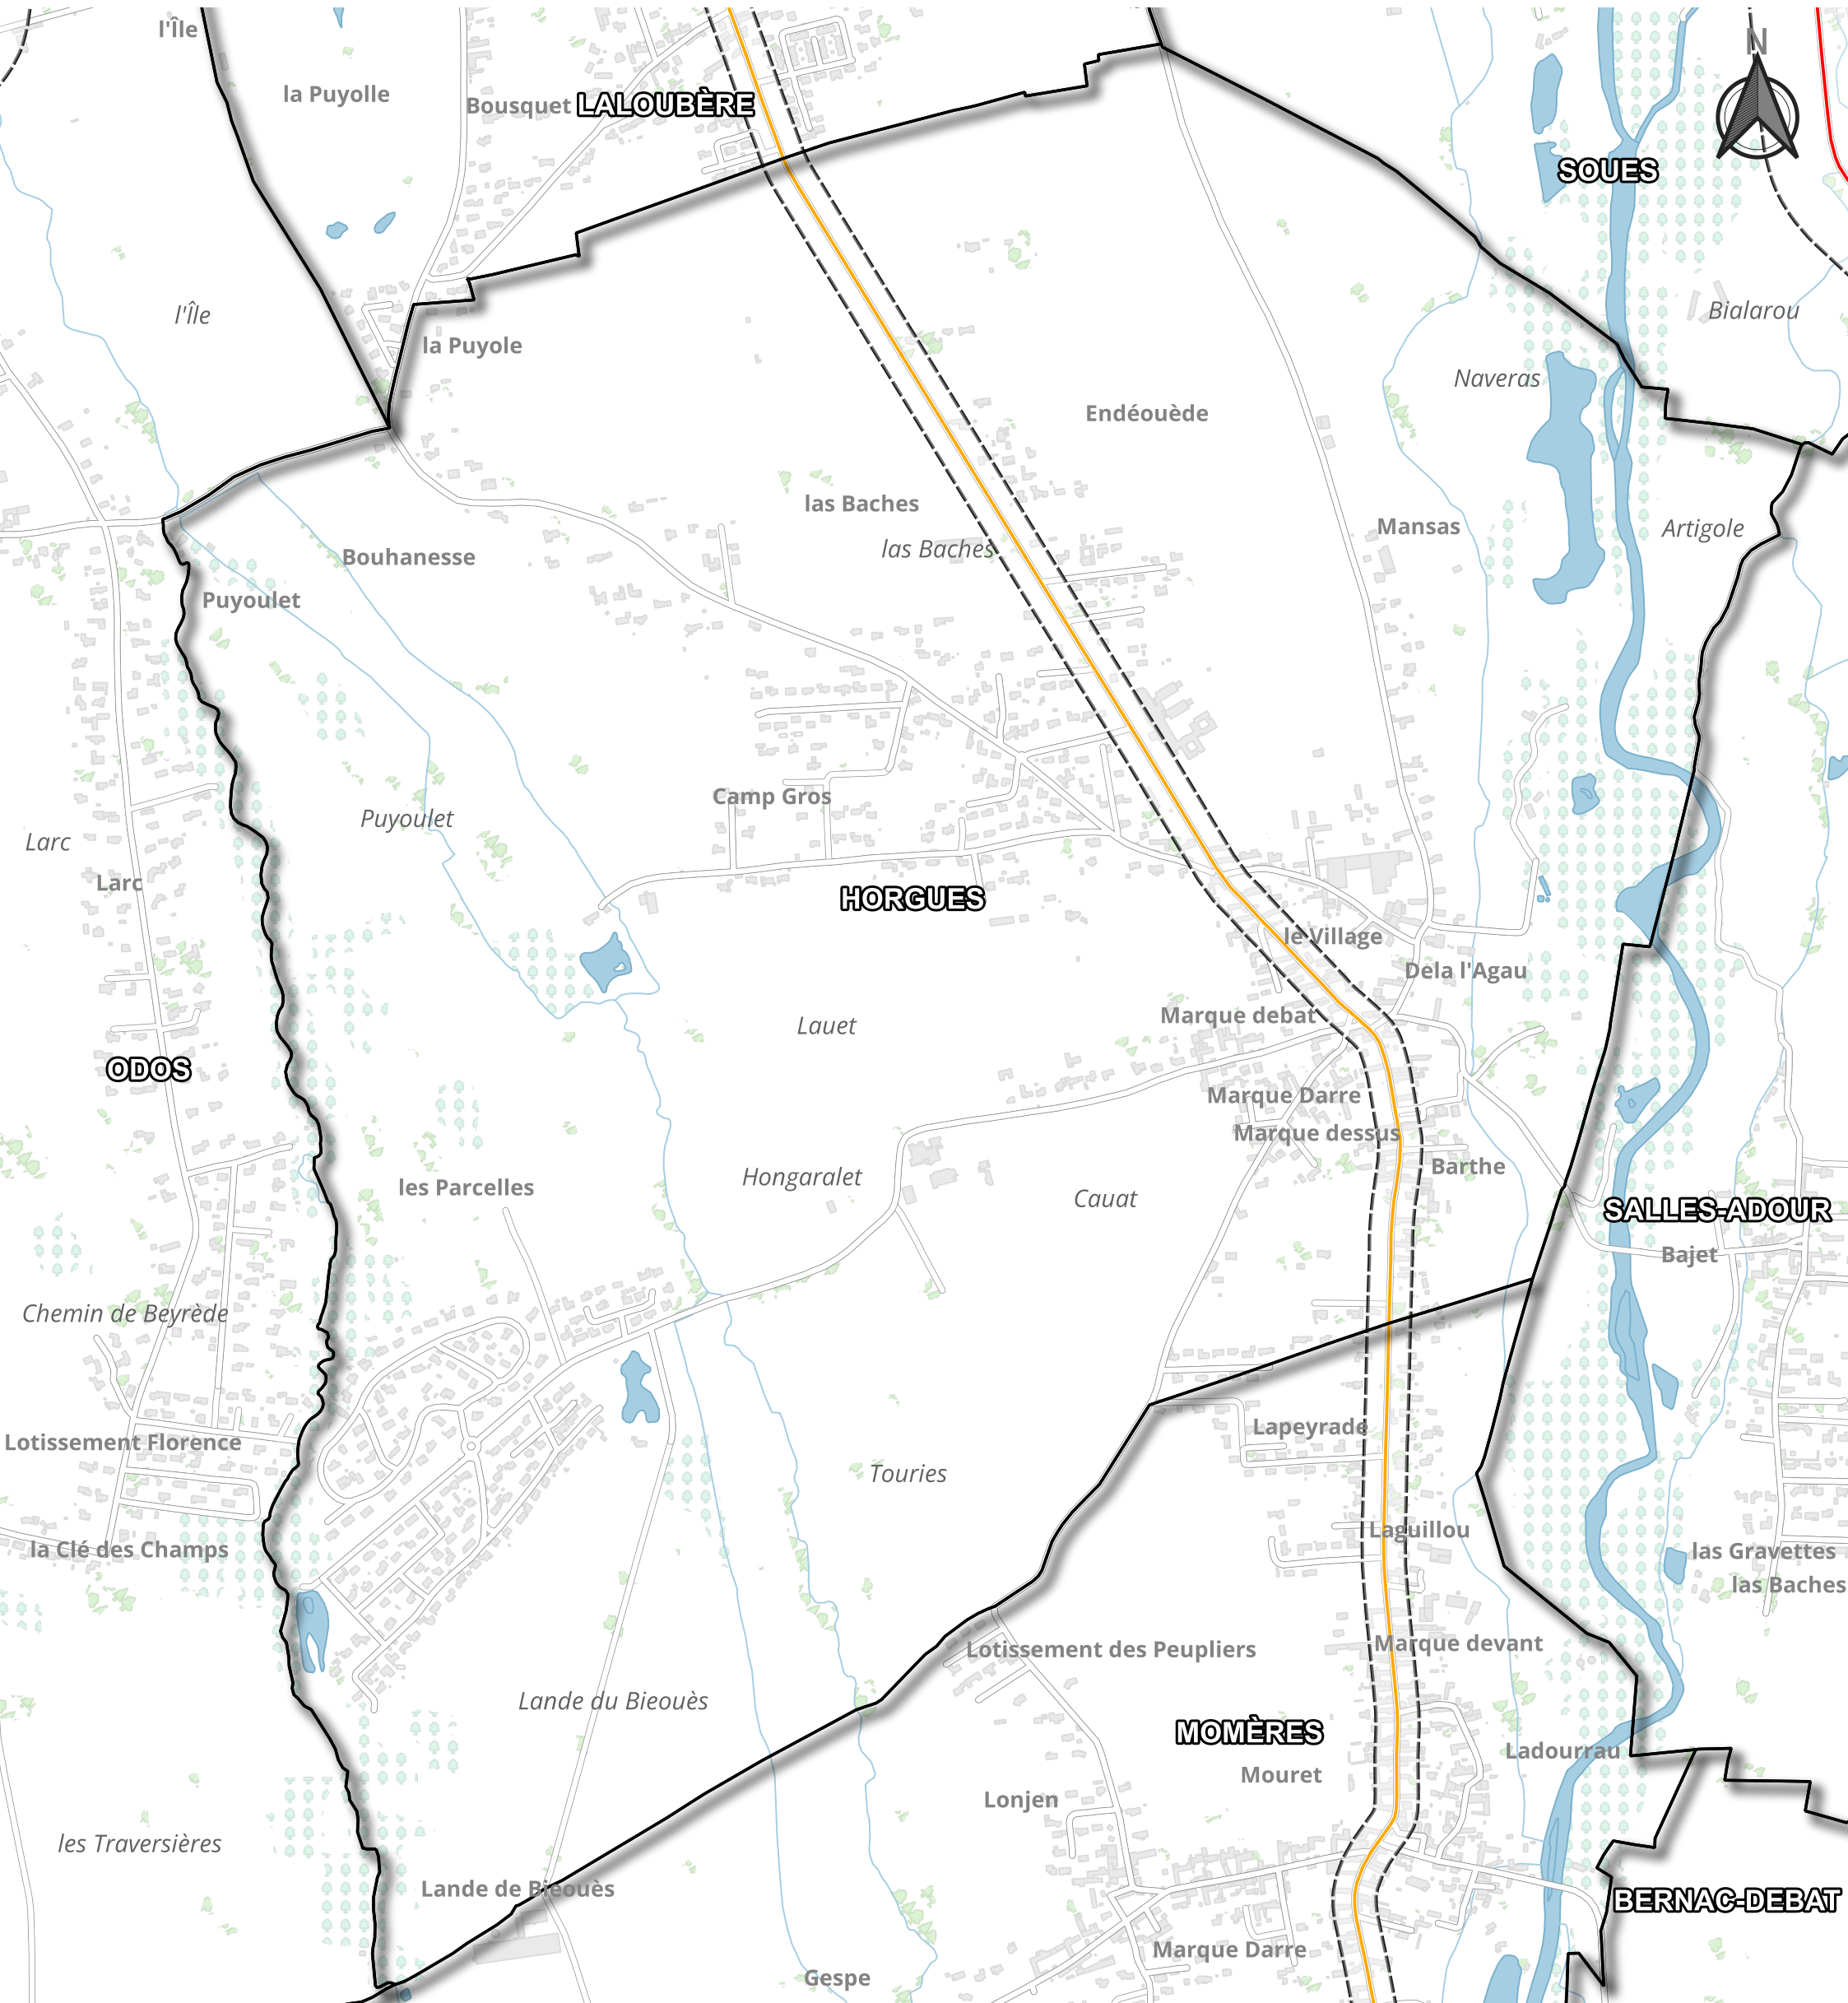 l'Île
N
la Puyolle
Bousquet
LALOUBÈRE
SOUES
l'Île
Bialarou
la Puyole
Naveras
Endéouède
las Baches
Mansas
Artigole
las Baches
Bouhanesse
Puyoulet
Camp Gros
Puyoulet
Larc
Larc
HORGUES
le Village
Dela l'Agau
Marque debat
Lauet
ODOS
Marque Darre
Marque dessus
Barthe
Hongaralet
les Parcelles
Cauat
SALLES-ADOUR
Bajet
Chemin de Beyrède
Lapeyrade
Lotissement Florence
Touries
Laguillou
la Clé des Champs
las Gravettes
las Baches
Marque devant
Lotissement des Peupliers
Lande du Bieouès
MOMÈRES
Ladourrau
Mouret
Lonjen
les Traversières
Lande de Bieouès
BERNAC-DEBAT
Marque Darre
Gespe